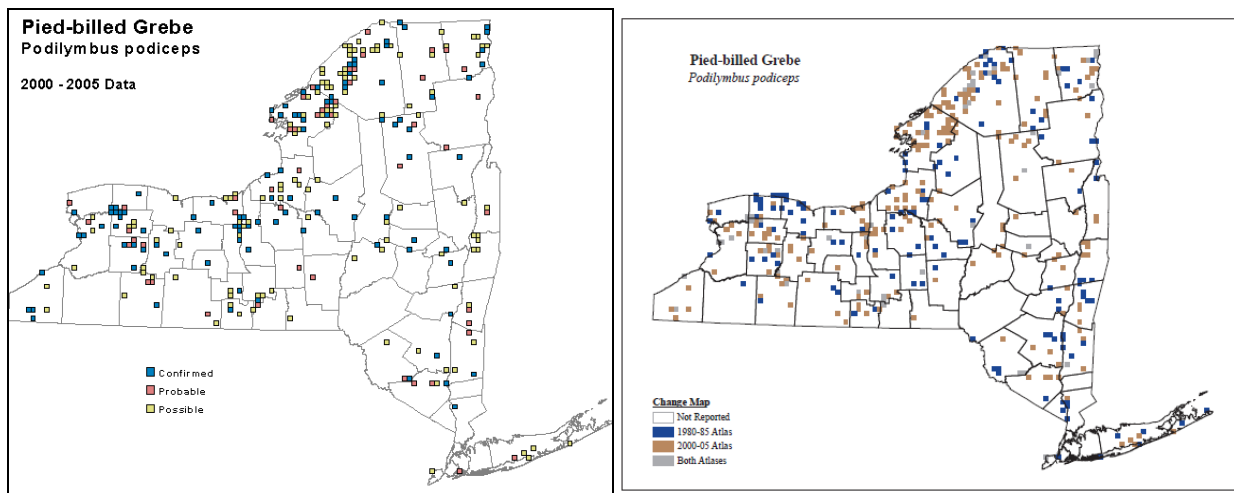 Pied-billed Grebe
Podilymbus podiceps
2000 - 2005 Data
Confirmed
Probable
Possible
Pied-billed Grebe
Podilymbus podiceps
Change Map
Not Reported
1980-85 Atlas
2000-05 Atlas
Both Atlases